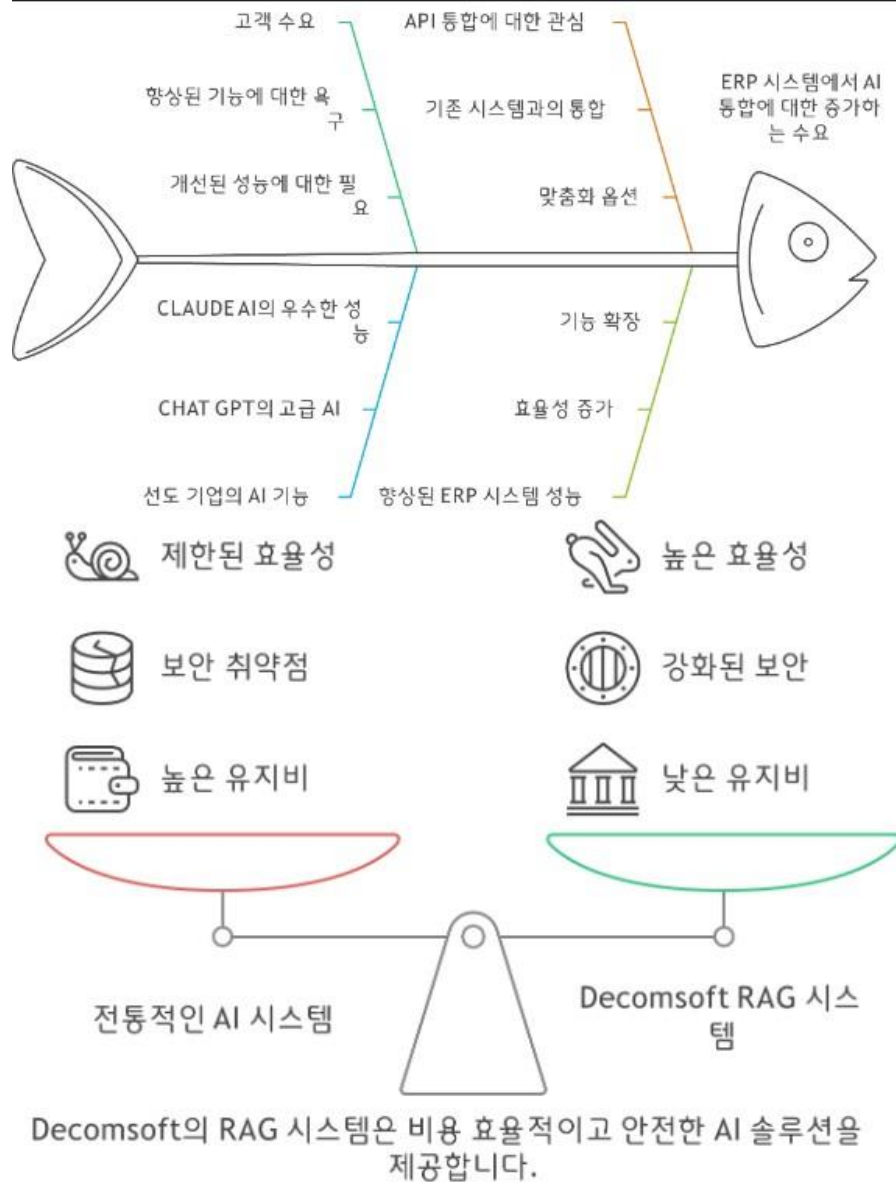 고객 수요
API 통합에 대한 관심
ERP 시스템에서 AI
통합에 대한 증가하
는 수요
향상된 기능에 대한 욕
구
기존 시스템과의 통합
개선된 성능에 대한 필
요
맞춤화 옵션
CLAUDE AI의 우수한 성
능
기능 확장
CHAT GPT의 고급 AI
효율성 증가
선도 기업의 AI 기능
향상된 ERP 시스템 성능
제한된 효율성
높은 효율성
보안 취약점
강화된 보안
높은 유지비
낮은 유지비
전통적인 AI 시스템
Decomsoft RAG 시스
템
Decomsoft의 RAG 시스템은 비용 효율적이고 안전한 AI 솔루션을
제공합니다.